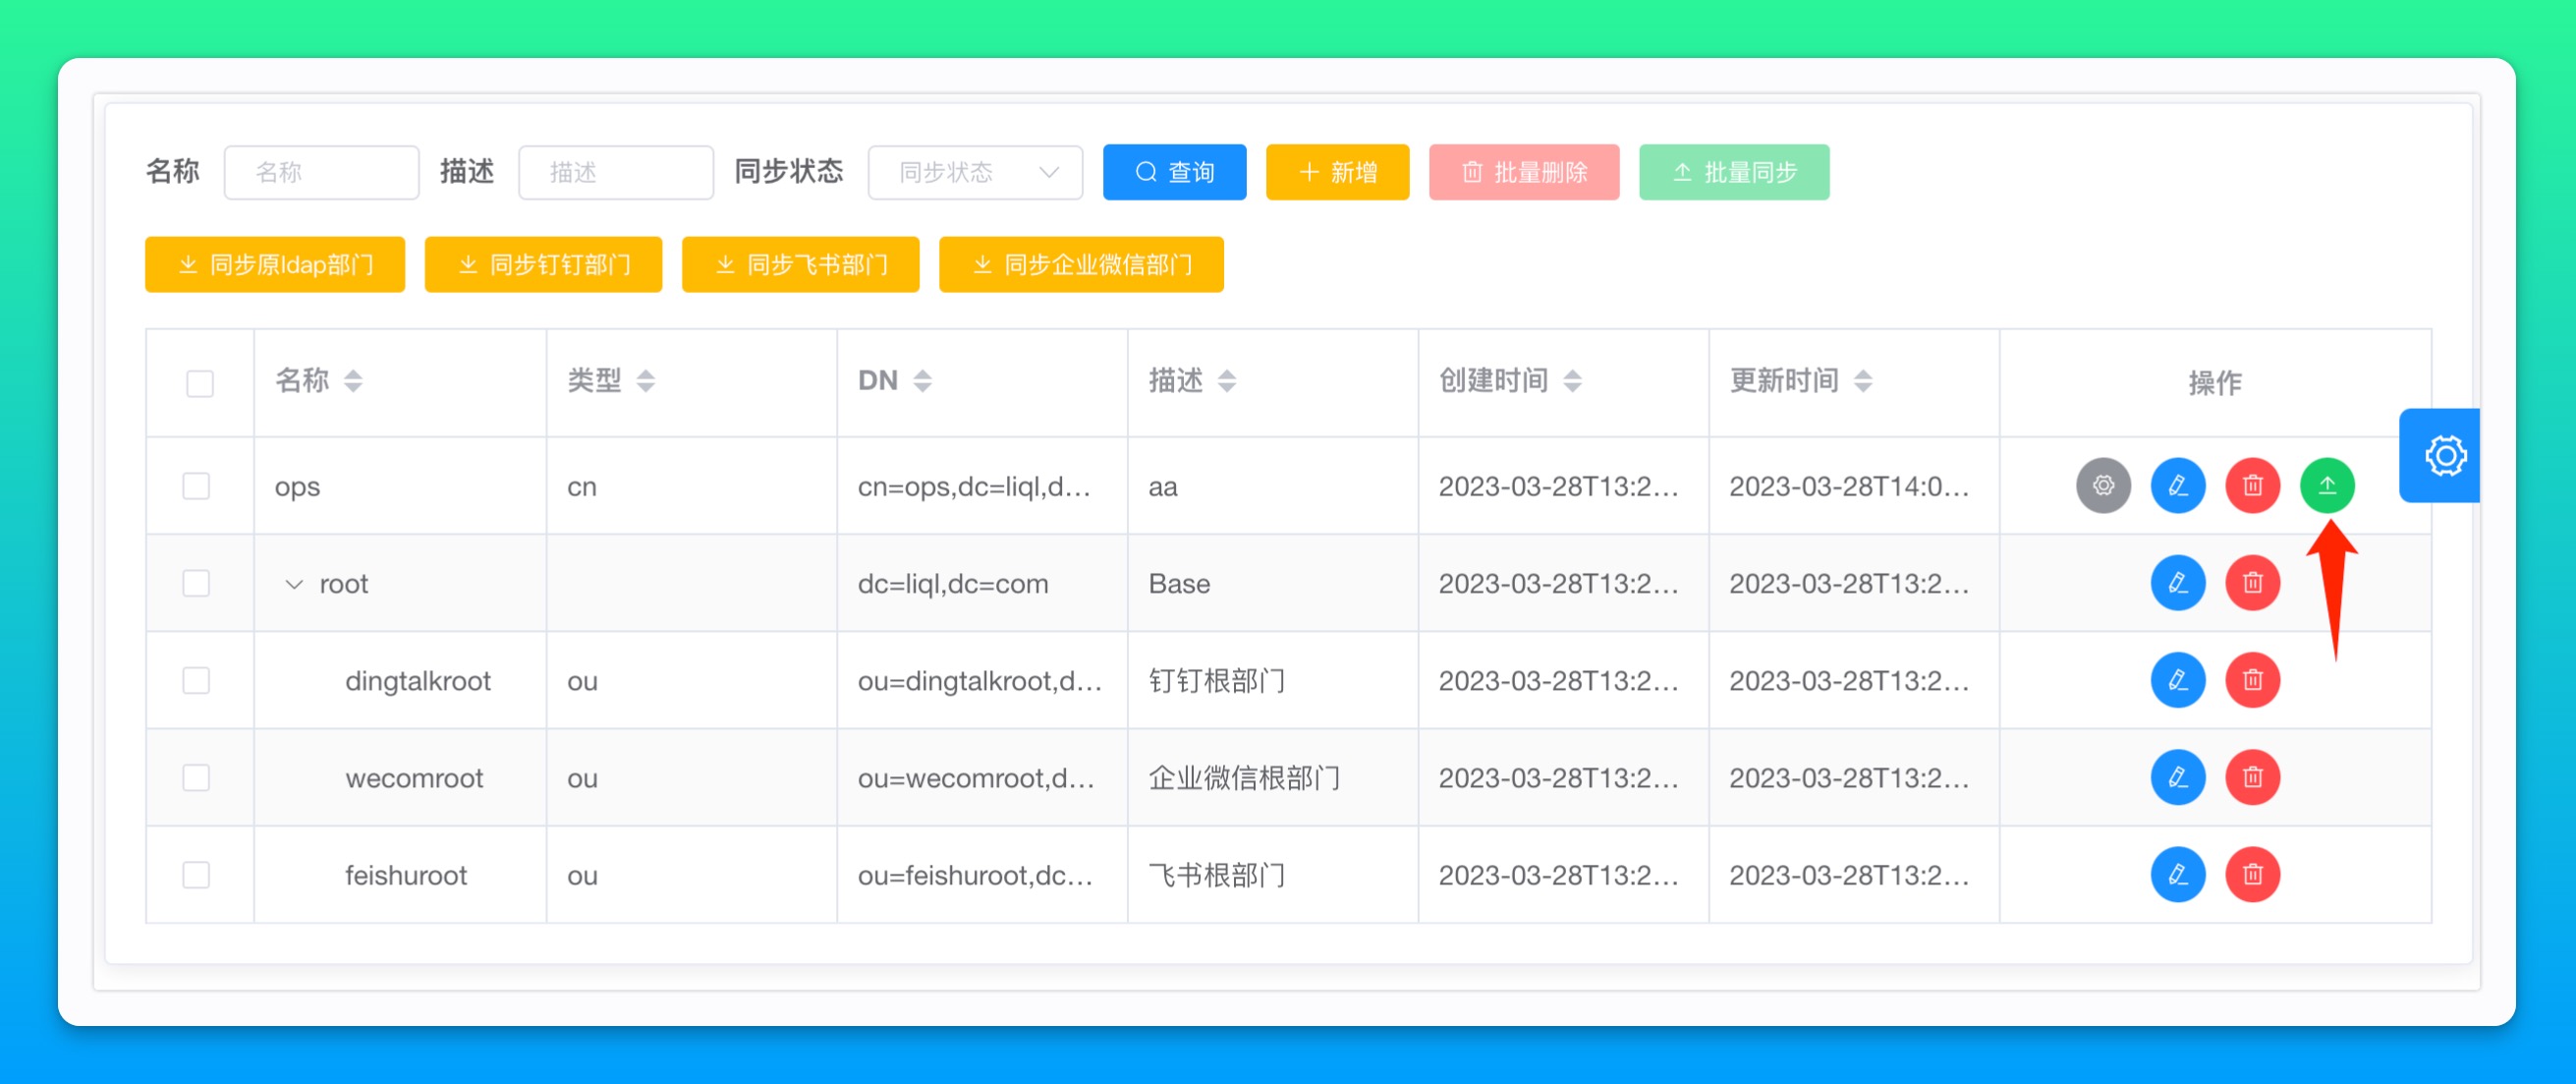 名称 名称 描述 描述 同步状态 同步状态 查询 新增 批量删除 批量同步
同步原ldap部门 同步钉钉部门 同步飞书部门 同步企业微信部门
名称 类型 DN 描述 创建时间 更新时间 操作
ops cn cn=ops,dc=liql,d... aa 2023-03-28T13:2... 2023-03-28T14:0...
root dc=liql,dc=com Base 2023-03-28T13:2... 2023-03-28T13:2...
dingtalkroot ou ou=dingtalkroot,d... 钉钉根部门 2023-03-28T13:2... 2023-03-28T13:2...
wecomroot ou ou=wecomroot,d... 企业微信根部门 2023-03-28T13:2... 2023-03-28T13:2...
feishuroot ou ou=feishuroot,dc... 飞书根部门 2023-03-28T13:2... 2023-03-28T13:2...